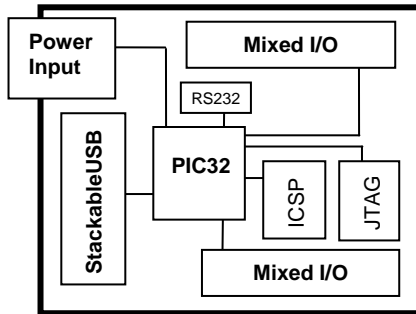 Power
Input
Mixed I/O
RS232
StackableUSB
PIC32
ICSP
JTAG
Mixed I/O